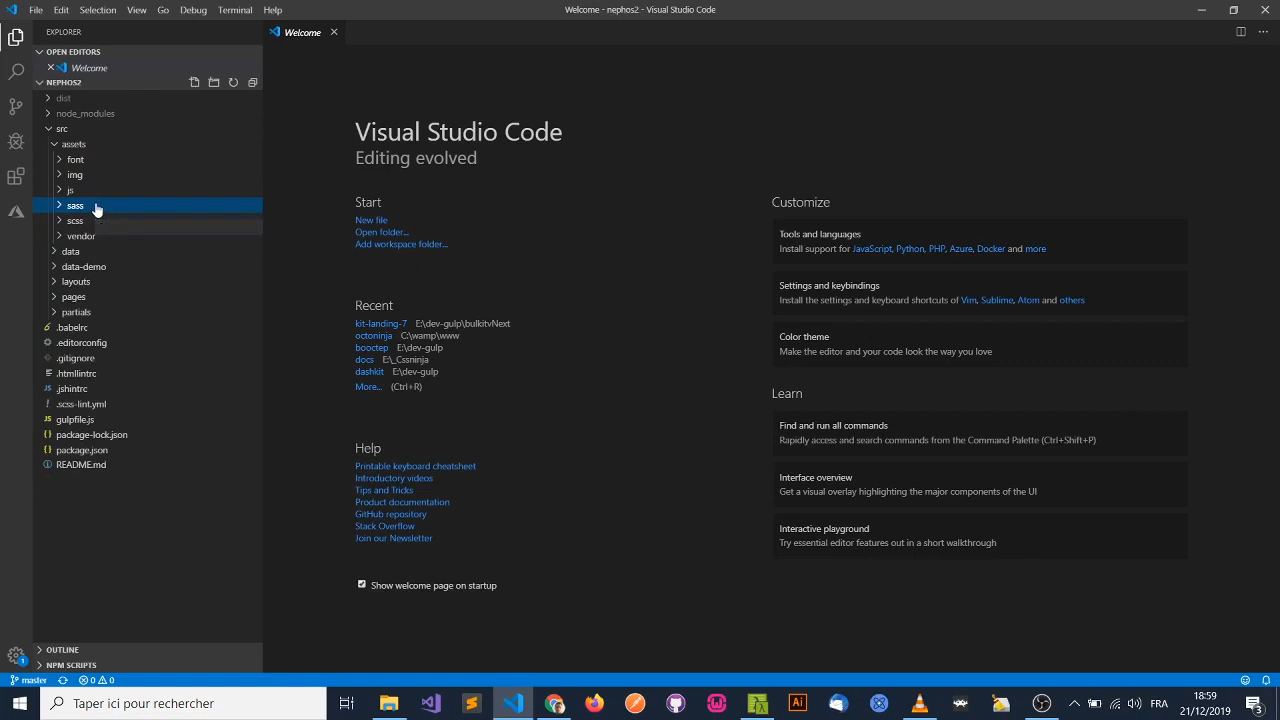 File Edit Selection View Go Debug Terminal Help
Welcome - nephos2 - Visual Studio Code
EXPLORER
Welcome
OPEN EDITORS
Welcome
NEPHOS2
dist
node_modules
src
assets
font
img
js
sass
scss
vendor
data
data-demo
layouts
pages
partials
.babelrc
.editorconfig
.gitignore
.htmlintrc
.jshintrc
.scss-lint.yml
gulpfile.js
package-lock.json
package.json
README.md
OUTLINE
NPM SCRIPTS
Visual Studio Code
Editing evolved
Start
New file
Open folder...
Add workspace folder...
Recent
kit-landing-7 E:\dev-gulp\bulkitvNext
octoninja C:\wamp\www
booctep E:\dev-gulp
docs E:\_Cssninja
dashkit E:\dev-gulp
More... (Ctrl+R)
Help
Printable keyboard cheatsheet
Introductory videos
Tips and Tricks
Product documentation
GitHub repository
Stack Overflow
Join our Newsletter
Show welcome page on startup
Customize
Tools and languages
Install support for JavaScript, Python, PHP, Azure, Docker and more
Settings and keybindings
Install the settings and keyboard shortcuts of Vim, Sublime, Atom and others
Color theme
Make the editor and your code look the way you love
Learn
Find and run all commands
Rapidly access and search commands from the Command Palette (Ctrl+Shift+P)
Interface overview
Get a visual overlay highlighting the major components of the UI
Interactive playground
Try essential editor features out in a short walkthrough
1
master 0 0
Taper ici pour rechercher
Ai
FRA
18:59
21/12/2019
3